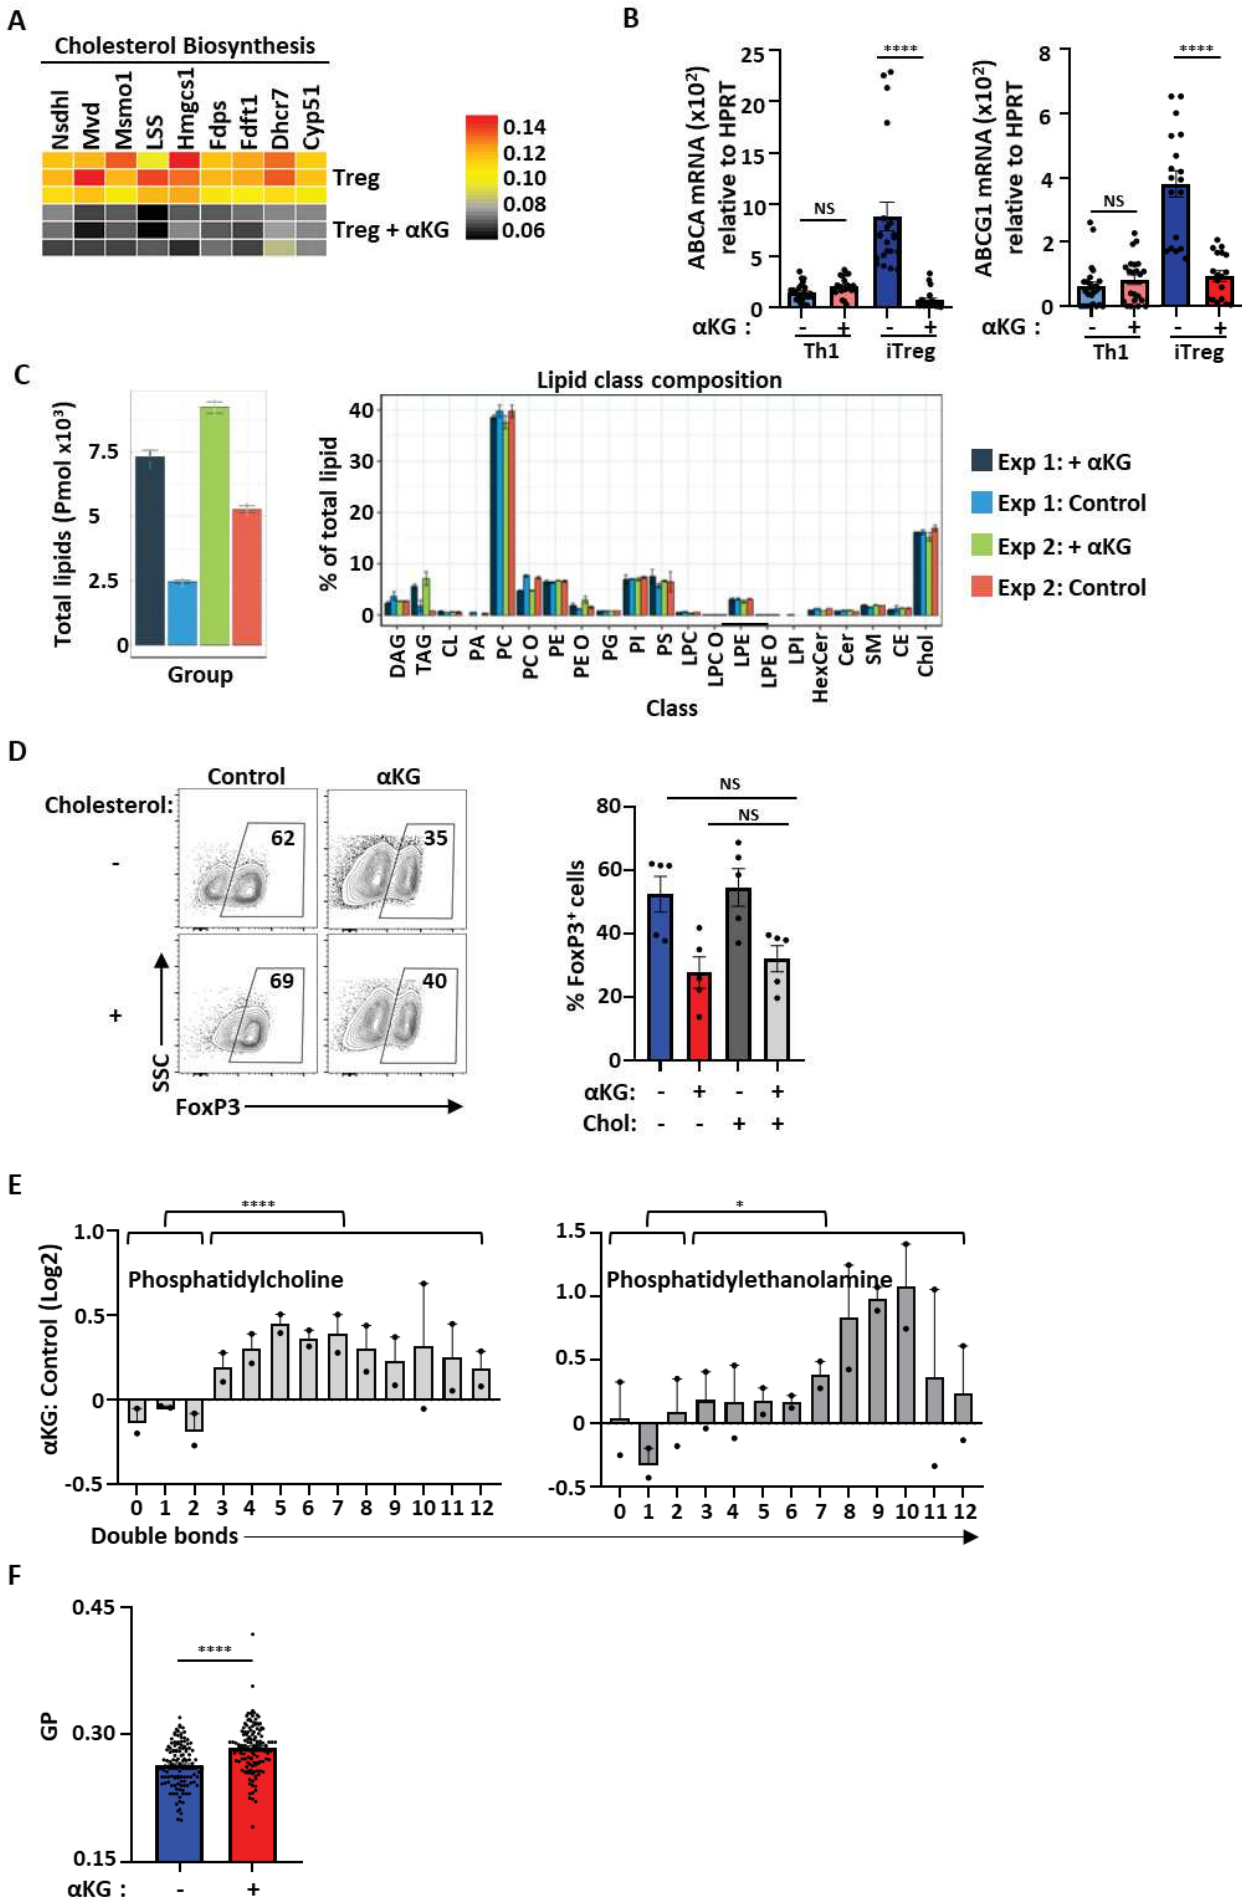 A
Cholesterol Biosynthesis
Nsdhl
Mvd
Msmo1
LSS
Hmgcs1
Fdps
Fdft1
Dhcr7
Cyp51
Treg
Treg + αKG
0.14
0.12
0.10
0.08
0.06
B
ABCA mRNA (x10²)
relative to HPRT
25
20
15
10
5
0
NS
****
αKG :
- + - +
Th1 iTreg
ABCG1 mRNA (x10²)
relative to HPRT
8
6
4
2
0
NS
****
αKG :
- + - +
Th1 iTreg
C
Total lipids (Pmol x10³)
7.5
5
2.5
0
Group
Lipid class composition
% of total lipid
40
30
20
10
0
DAG
TAG
CL
PA
PC
PC O
PE
PE O
PG
PI
PS
LPC
LPC O
LPE
LPE O
LPI
HexCer
Cer
SM
CE
Chol
Class
Exp 1: + αKG
Exp 1: Control
Exp 2: + αKG
Exp 2: Control
D
Control αKG
Cholesterol:
-
62
35
+
69
40
SSC
FoxP3
% FoxP3⁺ cells
80
60
40
20
0
NS
NS
αKG: - + - +
Chol: - - + +
E
αKG: Control (Log2)
1.0
0.5
0
-0.5
****
Phosphatidylcholine
0 1 2 3 4 5 6 7 8 9 10 11 12
1.5
1.0
0.5
0
-0.5
*
Phosphatidylethanolamine
0 1 2 3 4 5 6 7 8 9 10 11 12
Double bonds
F
GP
0.45
0.30
0.15
****
αKG : - +